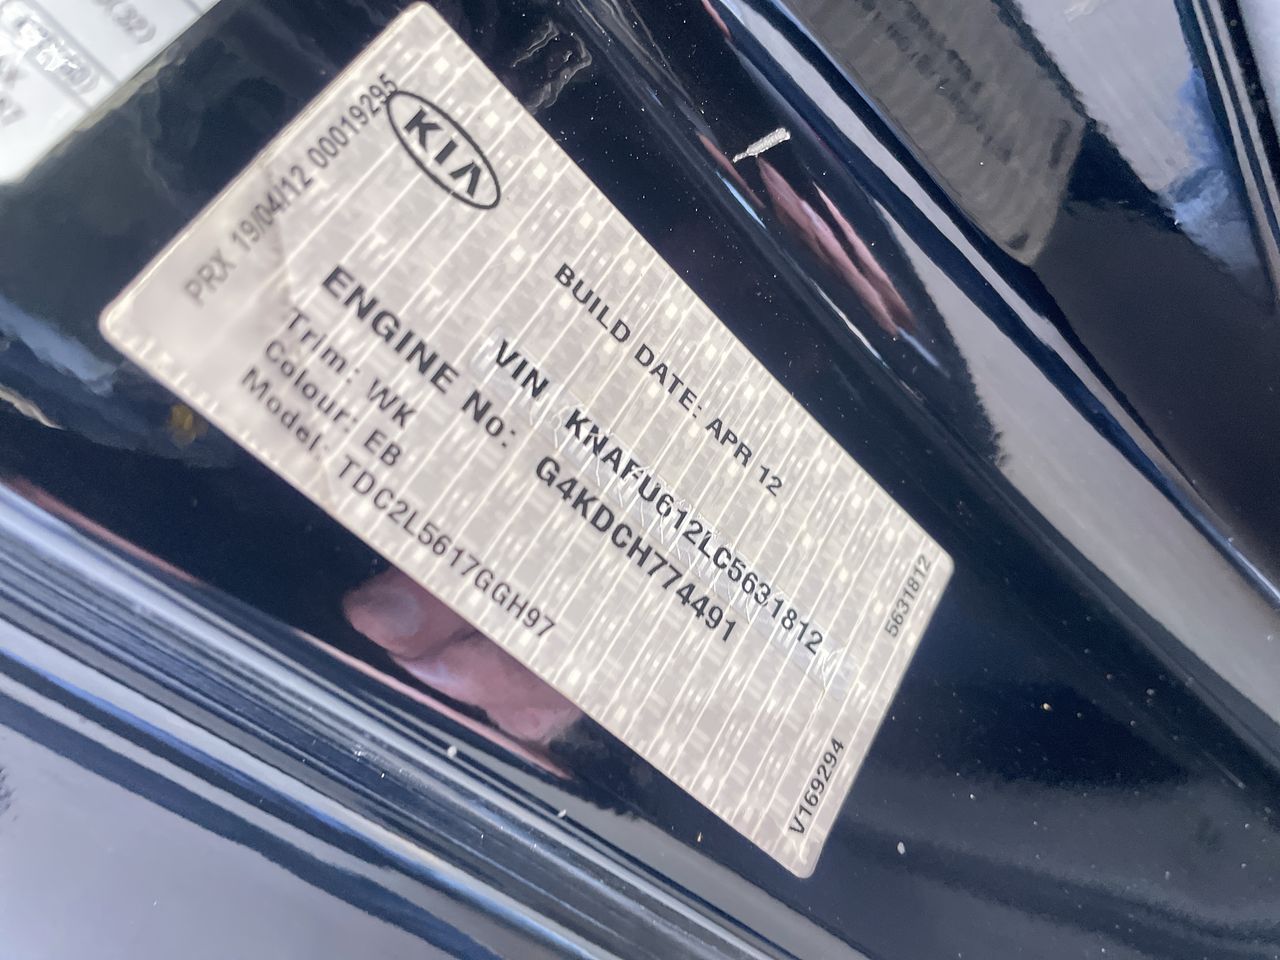 KIA
BUILD DATE: APR 12
5631812
VIN KNAFU612LC5631812
ENGINE No: G4KDCH774491
Trim: WK
Colour: EB
Model: TDC2L5617GGH97
PRX 19/04/12 00019295
V169294